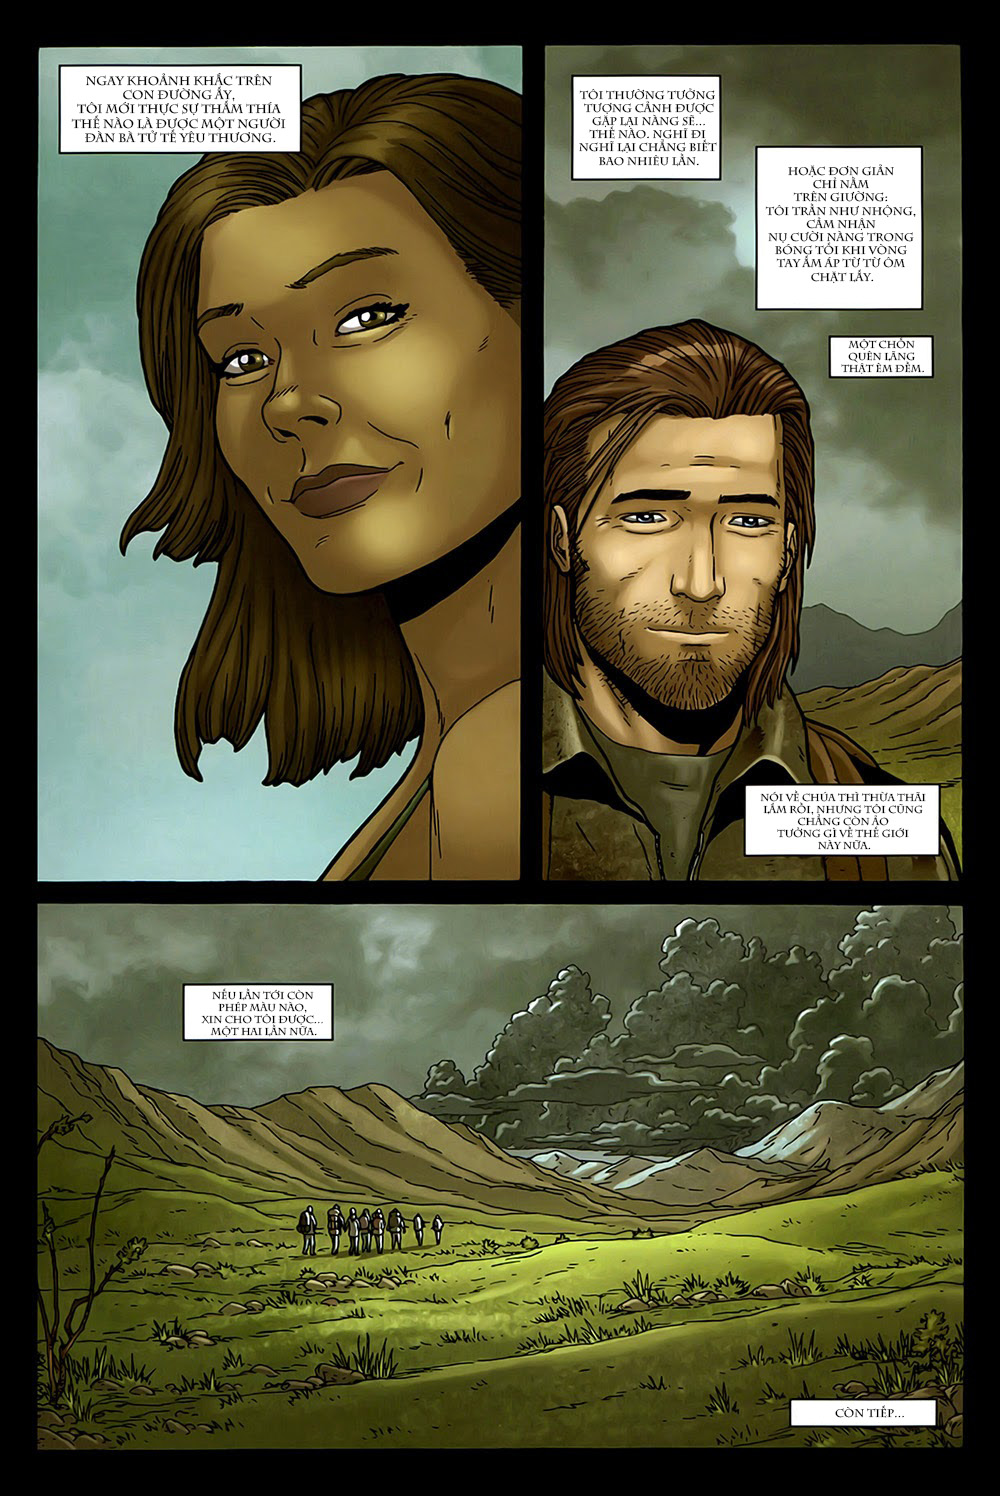 NGAY KHOẢNH KHẮC TRÊN
CON ĐƯỜNG ẤY,
TÔI MỚI THỰC SỰ THẤM THÍA
THẾ NÀO LÀ ĐƯỢC MỘT NGƯỜI
ĐÀN BÀ TỬ TẾ YÊU THƯƠNG.
TÔI THƯỜNG TƯỞNG
TƯỢNG CẢNH ĐƯỢC
GẶP LẠI NÀNG SẼ...
THẾ NÀO. NGHĨ ĐI
NGHĨ LẠI CHẲNG BIẾT
BAO NHIÊU LẦN.
HOẶC ĐƠN GIẢN
CHỈ NẰM
TRÊN GIƯỜNG:
TÔI TRẦN NHƯ NHỘNG,
CẢM NHẬN
NỤ CƯỜI NÀNG TRONG
BÓNG TỐI KHI VÒNG
TAY ẤM ÁP TỪ TỪ ÔM
CHẶT LẤY.
MỘT CHỐN
QUÊN LÃNG
THẬT ÊM ĐỀM.
NÓI VỀ CHÚA THÌ THỪA THÃI
LẮM RỒI, NHƯNG TÔI CŨNG
CHẲNG CÒN ẢO
TƯỞNG GÌ VỀ THẾ GIỚI
NÀY NỮA.
NẾU LẦN TỚI CÒN
PHÉP MÀU NÀO,
XIN CHO TÔI ĐƯỢC...
MỘT HAI LẦN NỮA.
CÒN TIẾP...